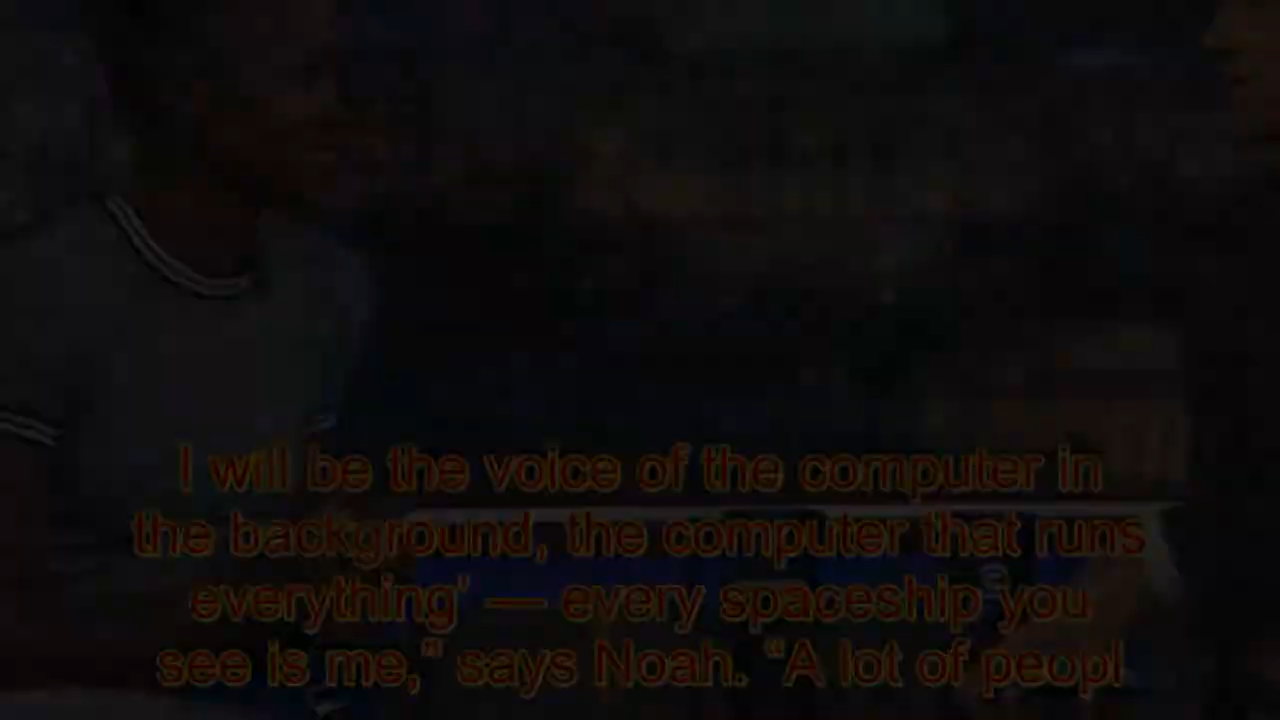 I will be the voice of the computer in
the background, the computer that runs
everything' — every spaceship you
see is me,” says Noah. “A lot of peopl